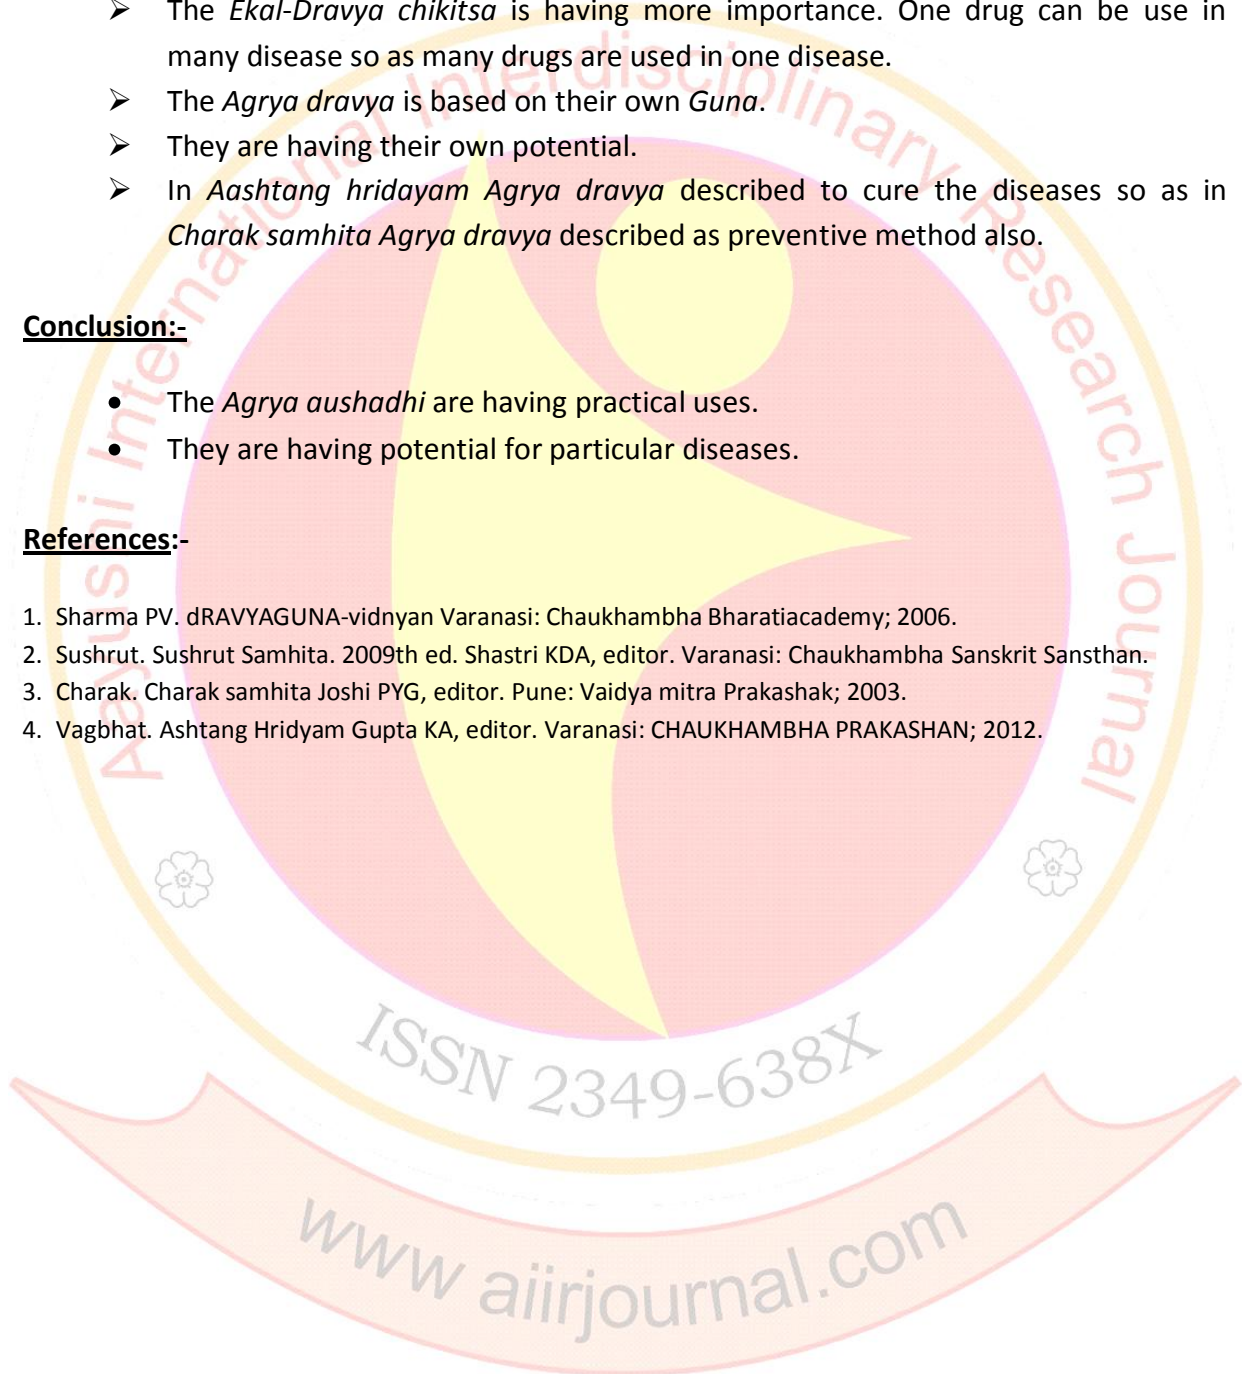 ➢ The Ekal-Dravya chikitsa is having more importance. One drug can be use in
many disease so as many drugs are used in one disease.
➢ The Agrya dravya is based on their own Guna.
➢ They are having their own potential.
➢ In Aashtang hridayam Agrya dravya described to cure the diseases so as in
Charak samhita Agrya dravya described as preventive method also.
Conclusion:-
• The Agrya aushadhi are having practical uses.
• They are having potential for particular diseases.
References:-
1. Sharma PV. dRAVYAGUNA-vidnyan Varanasi: Chaukhambha Bharatiacademy; 2006.
2. Sushrut. Sushrut Samhita. 2009th ed. Shastri KDA, editor. Varanasi: Chaukhambha Sanskrit Sansthan.
3. Charak. Charak samhita Joshi PYG, editor. Pune: Vaidya mitra Prakashak; 2003.
4. Vagbhat. Ashtang Hridyam Gupta KA, editor. Varanasi: CHAUKHAMBHA PRAKASHAN; 2012.
Aayushi International Interdisciplinary Research Journal
ISSN 2349-638X
www aiirjournal.com